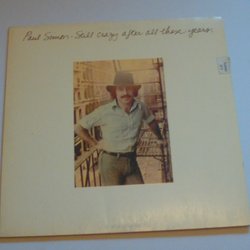 Paul Simon - Still crazy after all these years